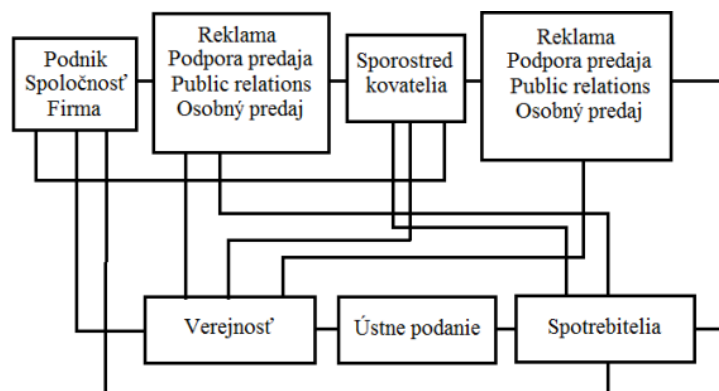 Podnik
Spoločnosť
Firma
Reklama
Podpora predaja
Public relations
Osobný predaj
Sporostred
kovatelia
Reklama
Podpora predaja
Public relations
Osobný predaj
Verejnosť
Ústne podanie
Spotrebitelia